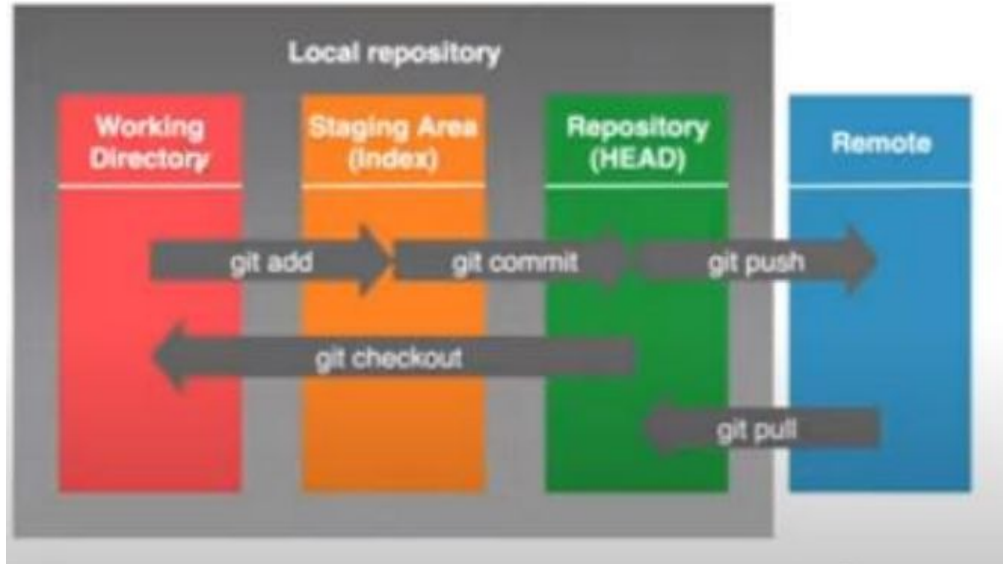 Local repository
Working
Directory
Staging Area
(Index)
Repository
(HEAD)
Remote
git add
git commit
git push
git checkout
git pull